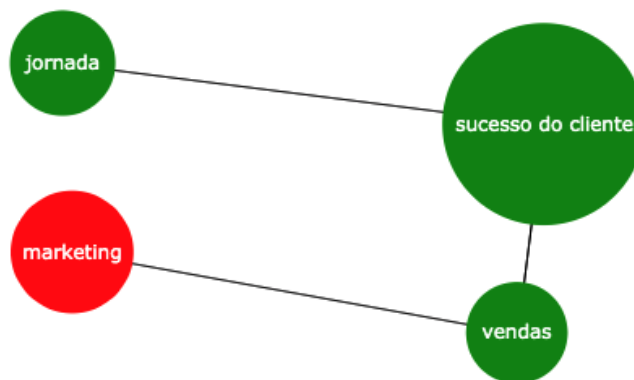 jornada
sucesso do cliente
marketing
vendas